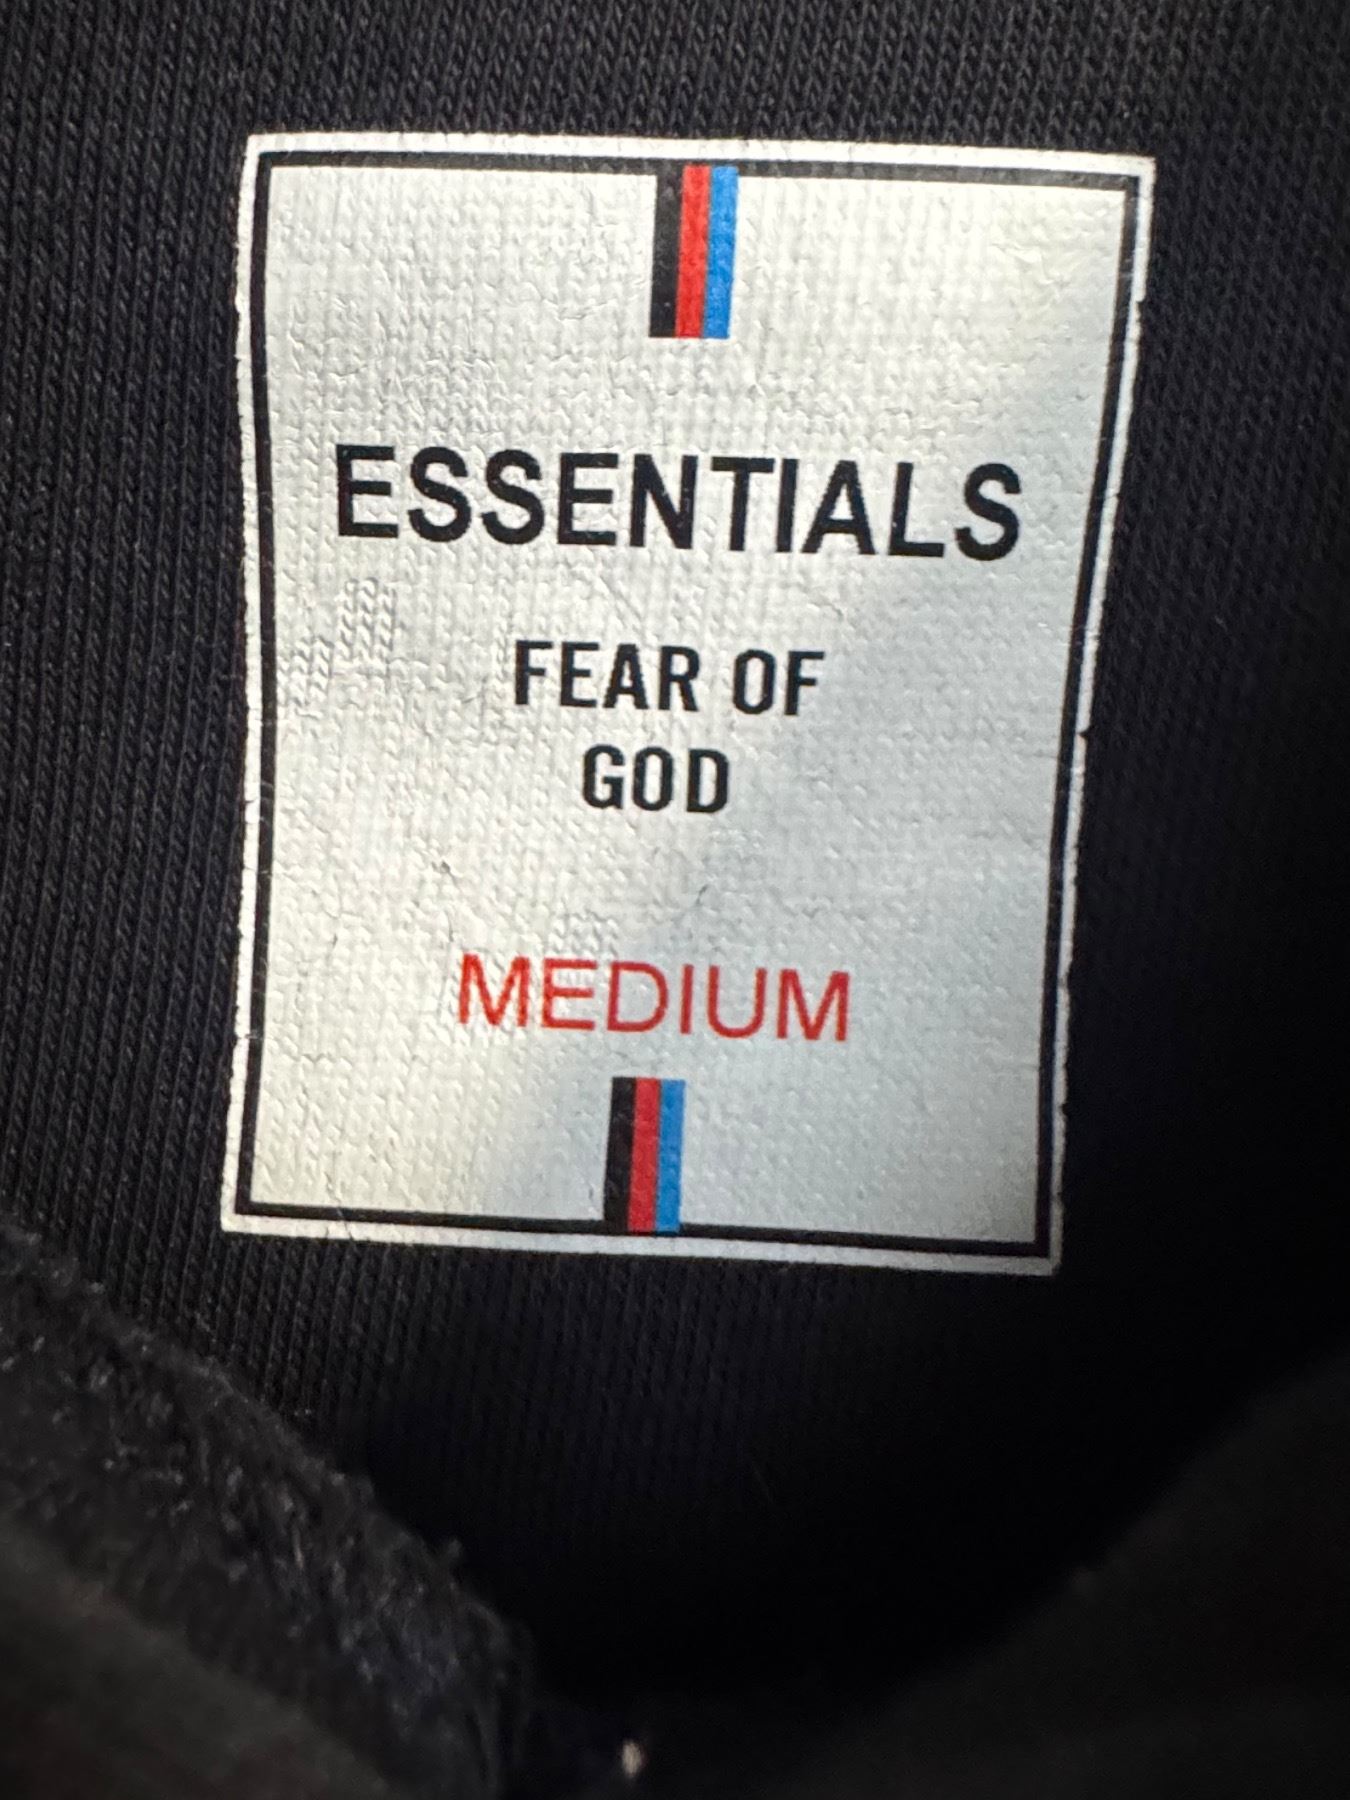 ESSENTIALS
FEAR OF
GOD
MEDIUM